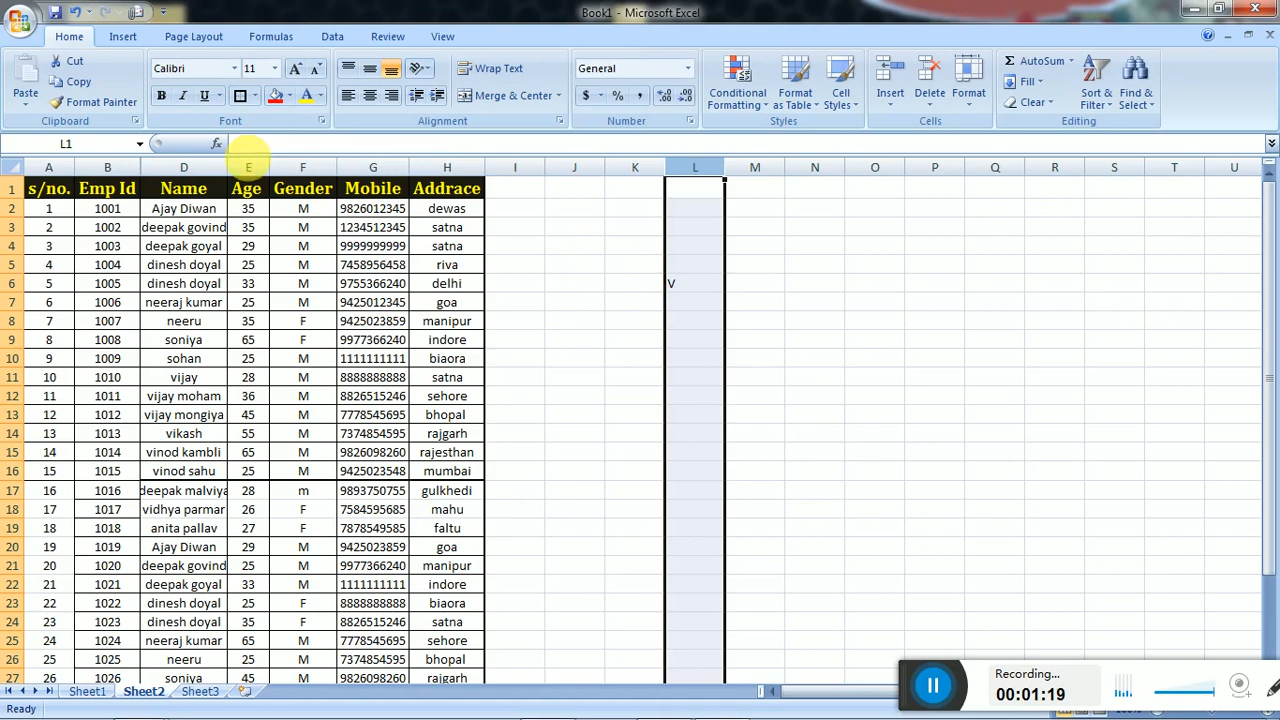 Book1 - Microsoft Excel
Home Insert Page Layout Formulas Data Review View
Paste Cut Copy Format Painter Clipboard
Calibri 11 A A B I U A Font
Wrap Text Merge & Center Alignment
General $ % , Number
Conditional Formatting Format as Table Cell Styles Styles
Insert Delete Format Cells
Σ AutoSum Fill Clear Sort & Filter Find & Select Editing
L1 fx
A B D E F G H I J K L M N O P Q R S T U
1 s/no. Emp Id Name Age Gender Mobile Addrace
2 1 1001 Ajay Diwan 35 M 9826012345 dewas
3 2 1002 deepak govind 35 M 1234512345 satna
4 3 1003 deepak goyal 29 M 9999999999 satna
5 4 1004 dinesh doyal 25 M 7458956458 riva
6 5 1005 dinesh doyal 33 M 9755366240 delhi V
7 6 1006 neeraj kumar 25 M 9425012345 goa
8 7 1007 neeru 35 F 9425023859 manipur
9 8 1008 soniya 65 F 9977366240 indore
10 9 1009 sohan 25 M 1111111111 biaora
11 10 1010 vijay 28 M 8888888888 satna
12 11 1011 vijay moham 36 M 8826515246 sehore
13 12 1012 vijay mongiya 45 M 7778545695 bhopal
14 13 1013 vikash 55 M 7374854595 rajgarh
15 14 1014 vinod kambli 65 M 9826098260 rajesthan
16 15 1015 vinod sahu 25 M 9425023548 mumbai
17 16 1016 deepak malviya 28 m 9893750755 gulkhedi
18 17 1017 vidhya parmar 26 F 7584595685 mahu
19 18 1018 anita pallav 27 F 7878549585 faltu
20 19 1019 Ajay Diwan 29 M 9425023859 goa
21 20 1020 deepak govind 25 M 9977366240 manipur
22 21 1021 deepak goyal 33 M 1111111111 indore
23 22 1022 dinesh doyal 25 F 8888888888 biaora
24 23 1023 dinesh doyal 35 F 8826515246 satna
25 24 1024 neeraj kumar 65 M 7778545695 sehore
26 25 1025 neeru 25 M 7374854595 bhopal
27 26 1026 soniya 45 M 9826098260 rajgarh
Recording...
00:01:19
Sheet1 Sheet2 Sheet3
Ready